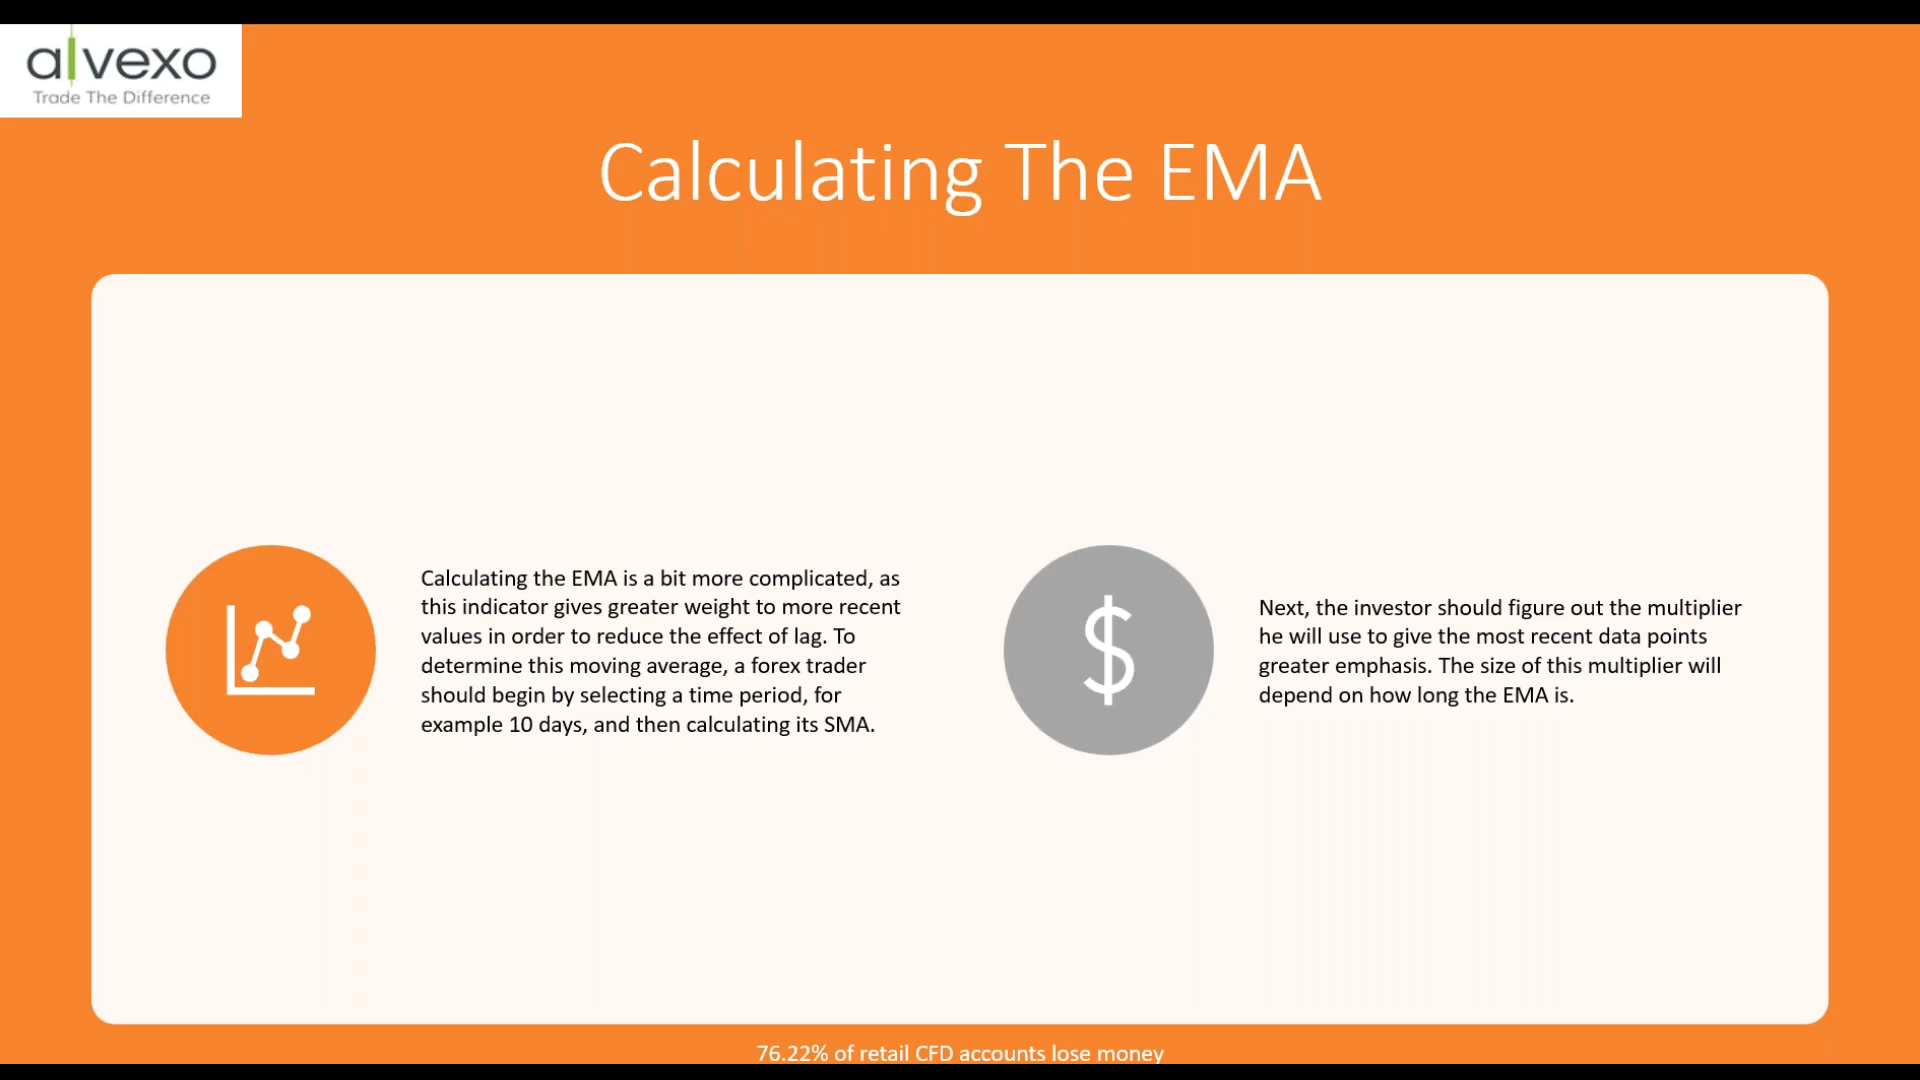 alvexo
Trade The Difference
Calculating The EMA
Calculating the EMA is a bit more complicated, as
this indicator gives greater weight to more recent
values in order to reduce the effect of lag. To
determine this moving average, a forex trader
should begin by selecting a time period, for
example 10 days, and then calculating its SMA.
$
Next, the investor should figure out the multiplier
he will use to give the most recent data points
greater emphasis. The size of this multiplier will
depend on how long the EMA is.
76.22% of retail CFD accounts lose money